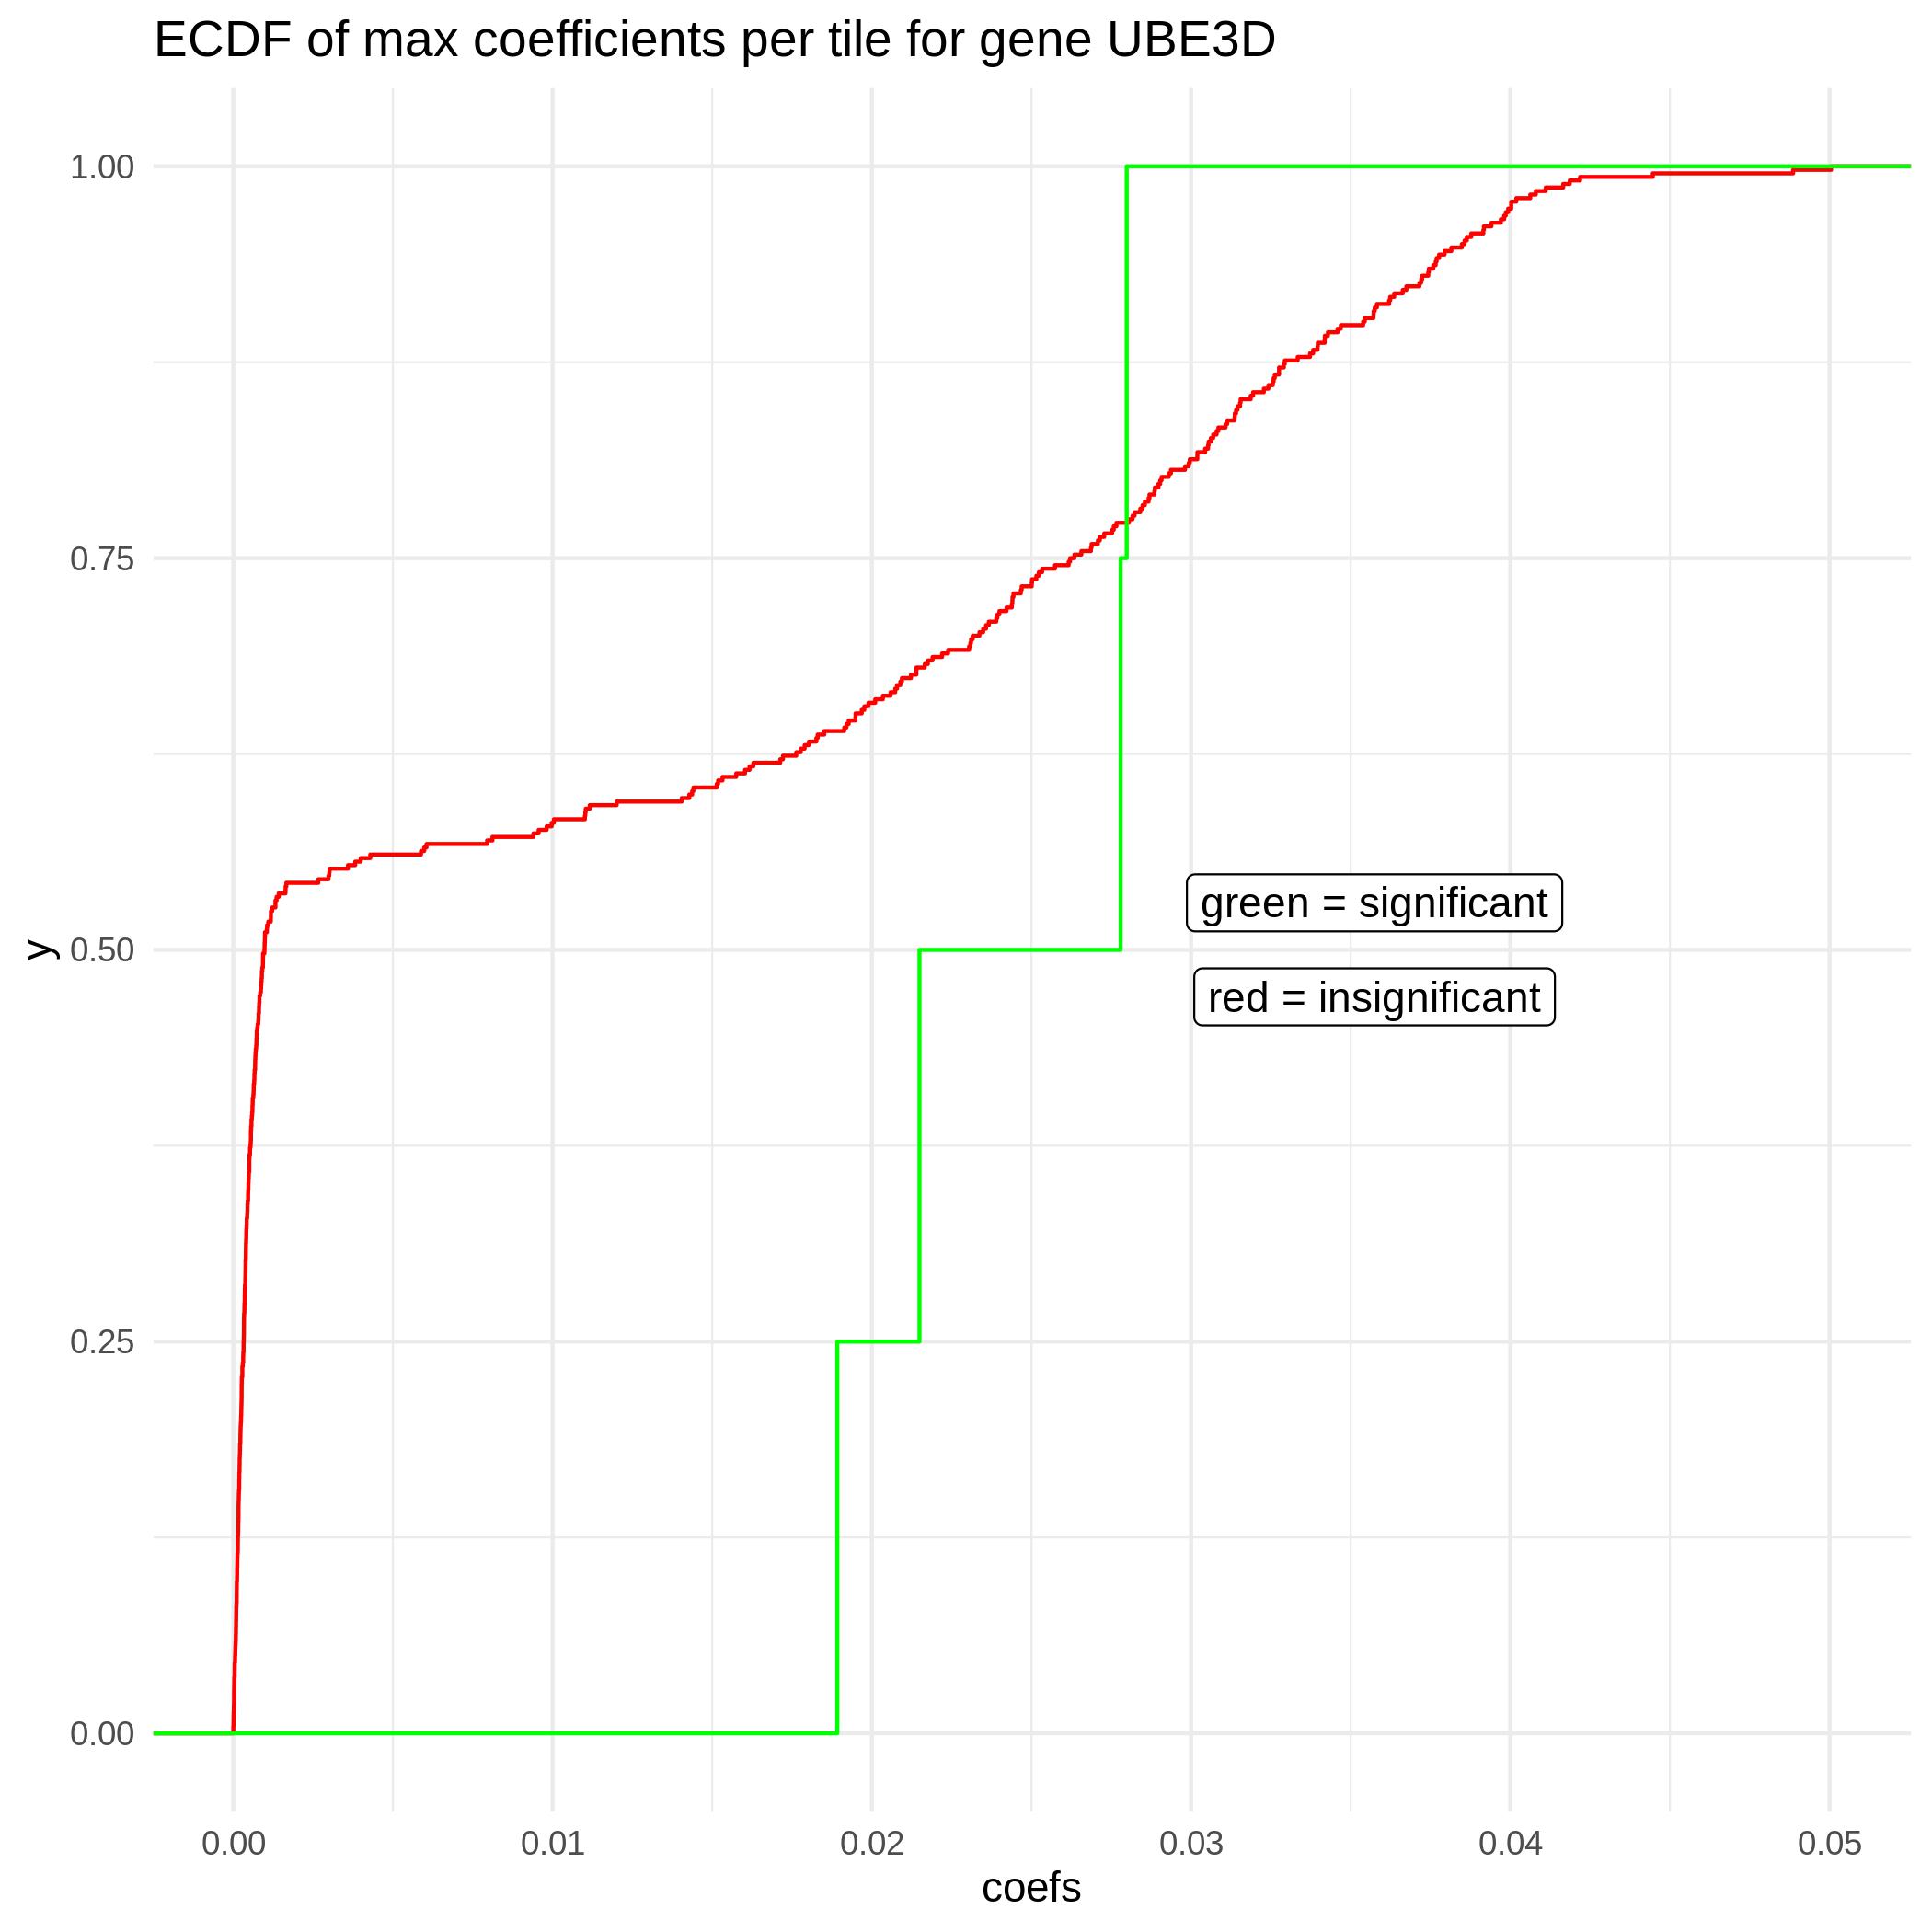 ECDF of max coefficients per tile for gene UBE3D
1.00
0.75
0.50
0.25
0.00
y
green = significant
red = insignificant
0.00 0.01 0.02 0.03 0.04 0.05
coefs